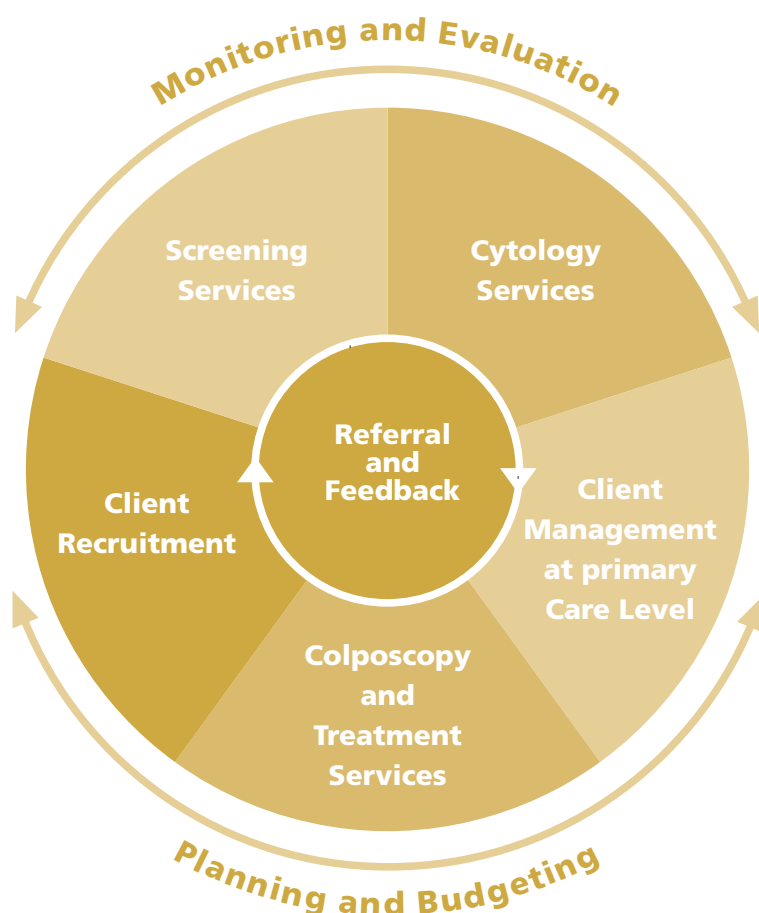 Monitoring and Evaluation
Screening
Services
Cytology
Services
Referral
and
Feedback
Client
Recruitment
Client
Management
at primary
Care Level
Colposcopy
and
Treatment
Services
Planning and Budgeting